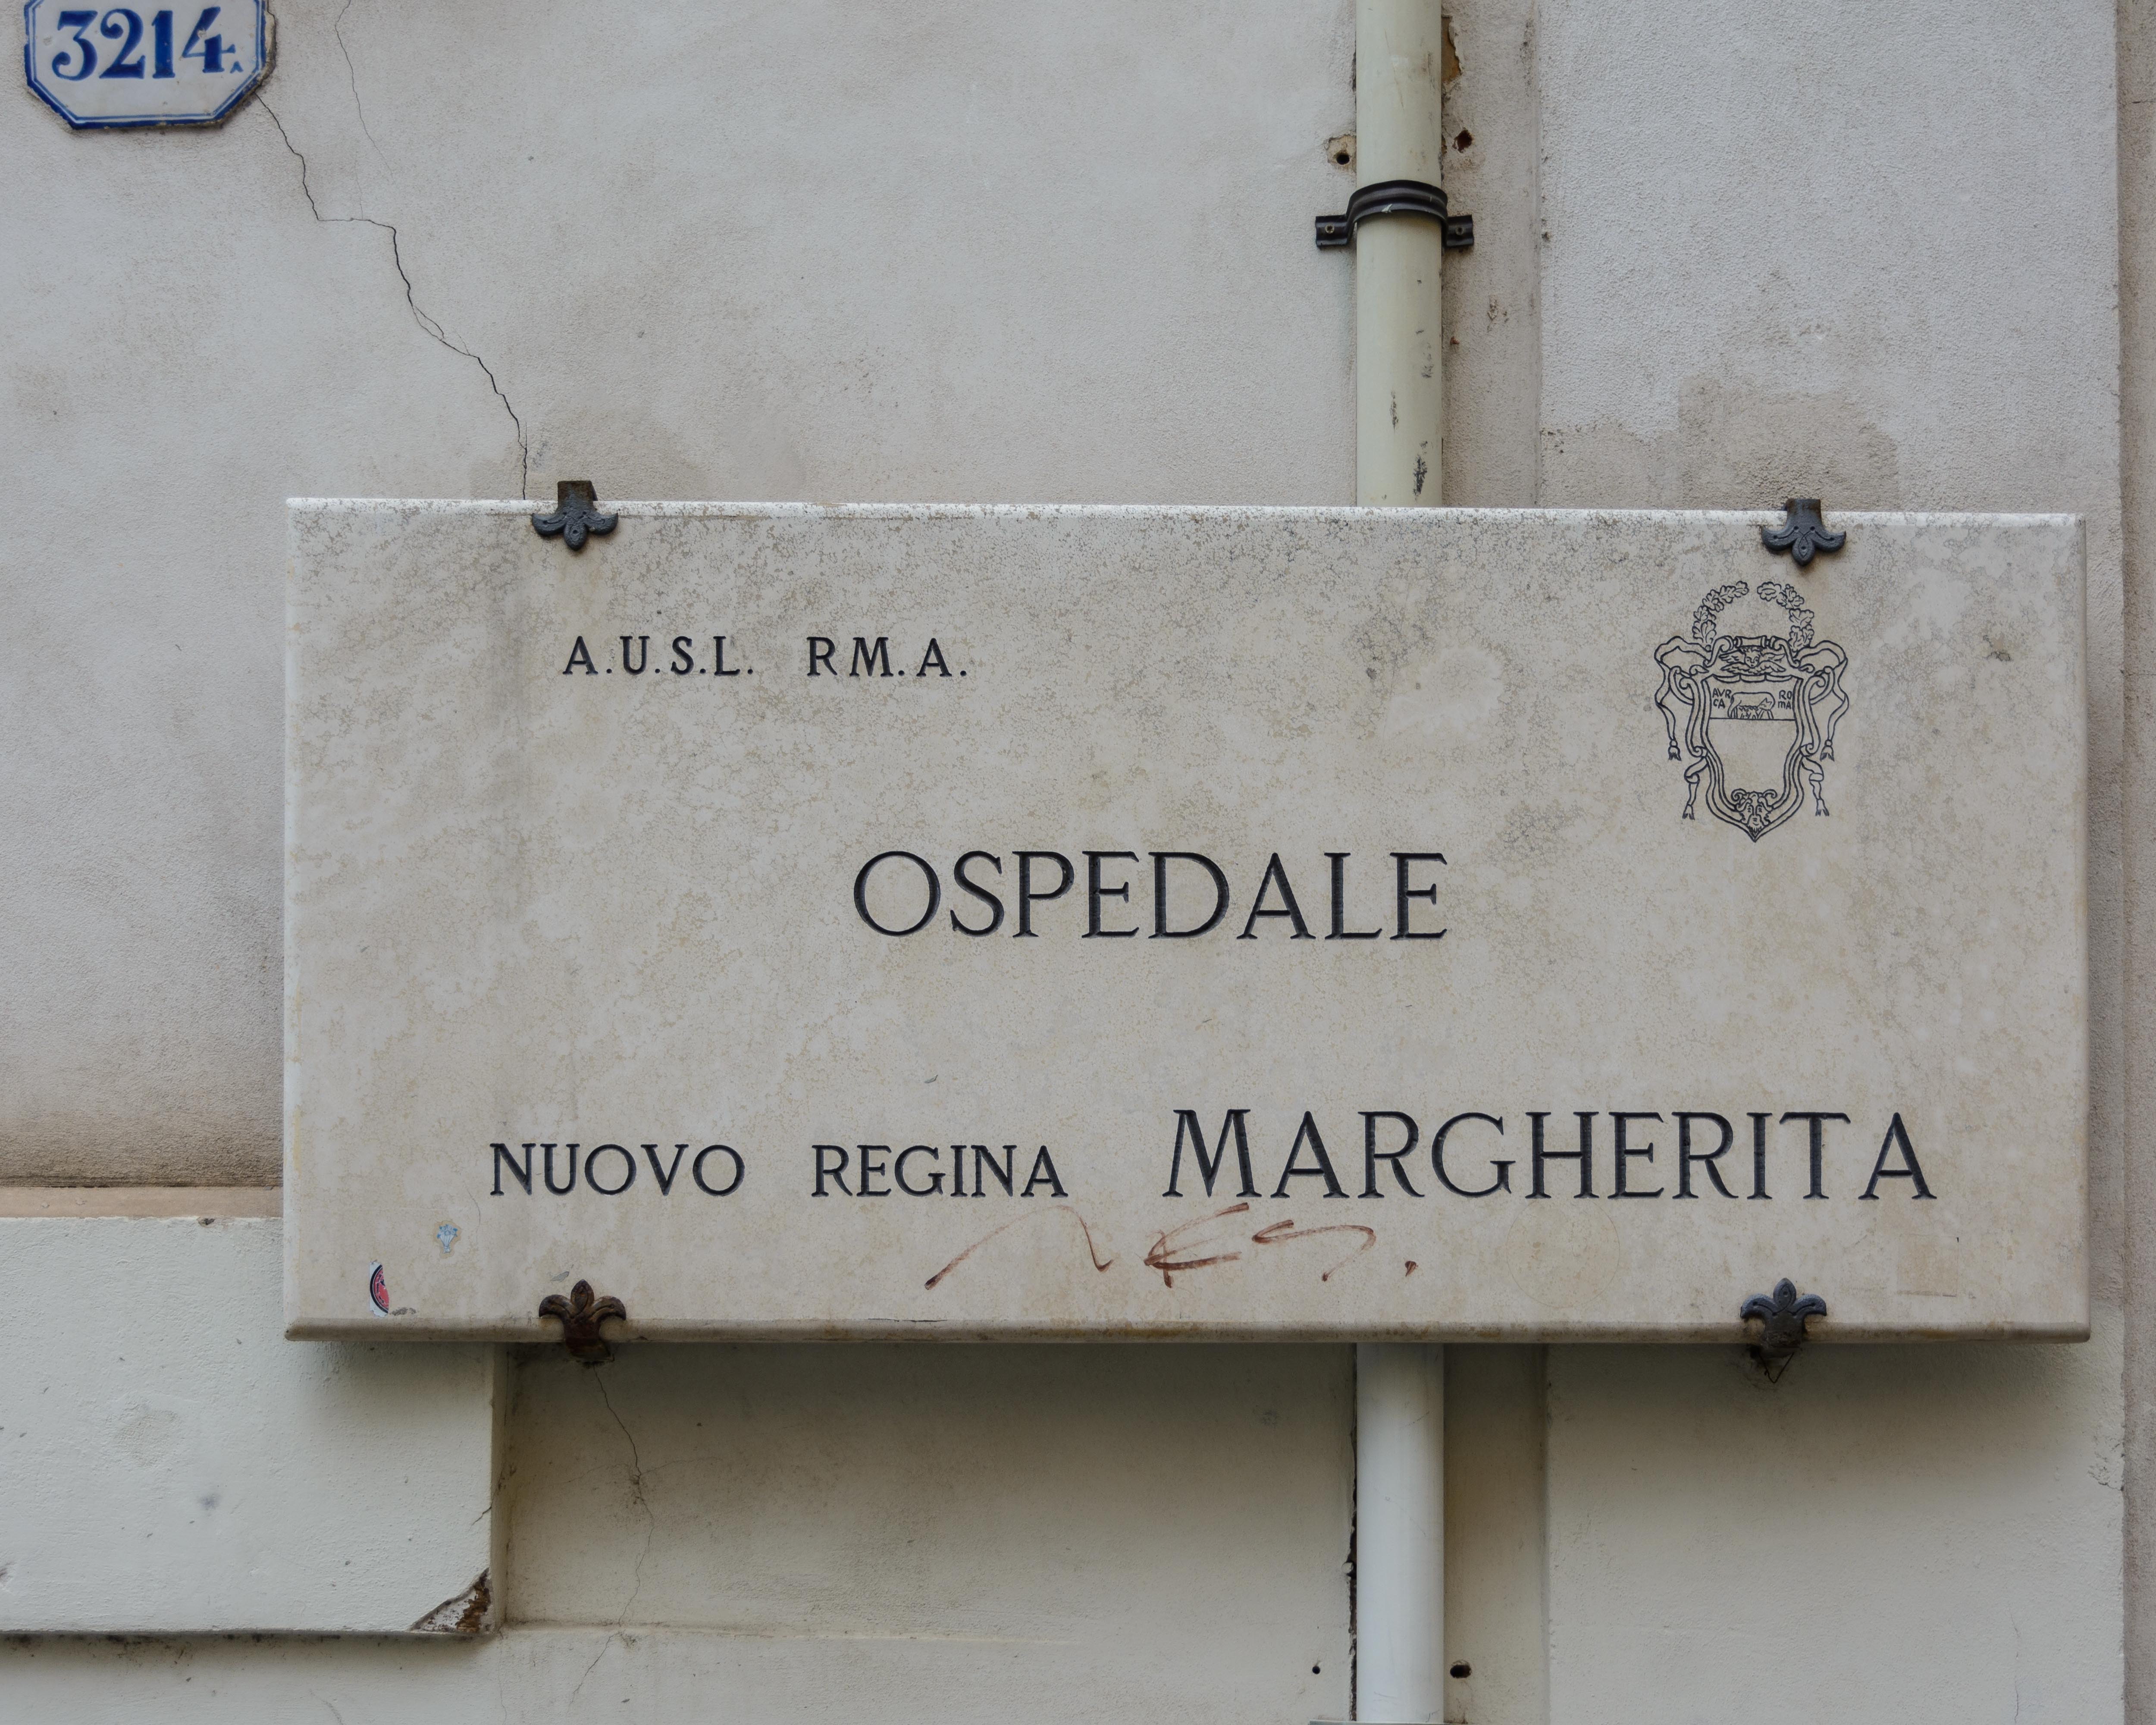 3214.
A.U.S.L. RM.A.
AVR RO
CA MA
OSPEDALE
NUOVO REGINA MARGHERITA